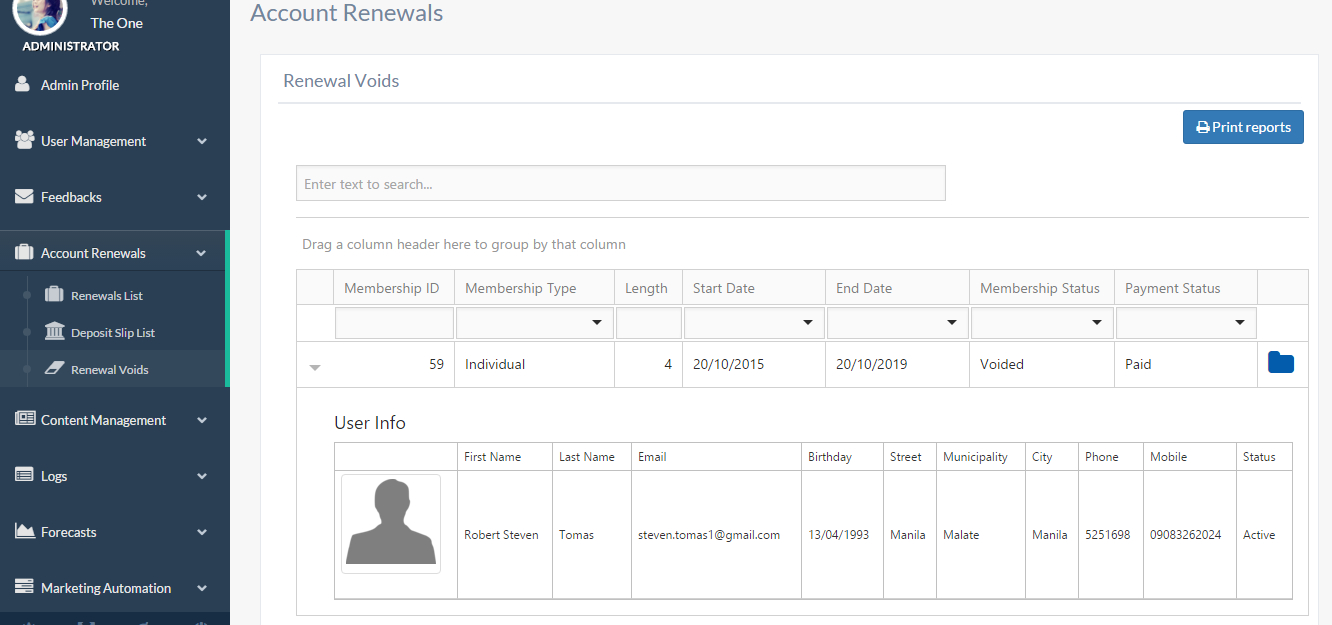 Welcome,
The One
ADMINISTRATOR
Admin Profile
User Management
Feedbacks
Account Renewals
Renewals List
Deposit Slip List
Renewal Voids
Content Management
Logs
Forecasts
Marketing Automation
Account Renewals
Renewal Voids
Print reports
Enter text to search...
Drag a column header here to group by that column
Membership ID Membership Type Length Start Date End Date Membership Status Payment Status
59 Individual 4 20/10/2015 20/10/2019 Voided Paid
User Info
First Name Last Name Email Birthday Street Municipality City Phone Mobile Status
Robert Steven Tomas steven.tomas1@gmail.com 13/04/1993 Manila Malate Manila 5251698 09083262024 Active